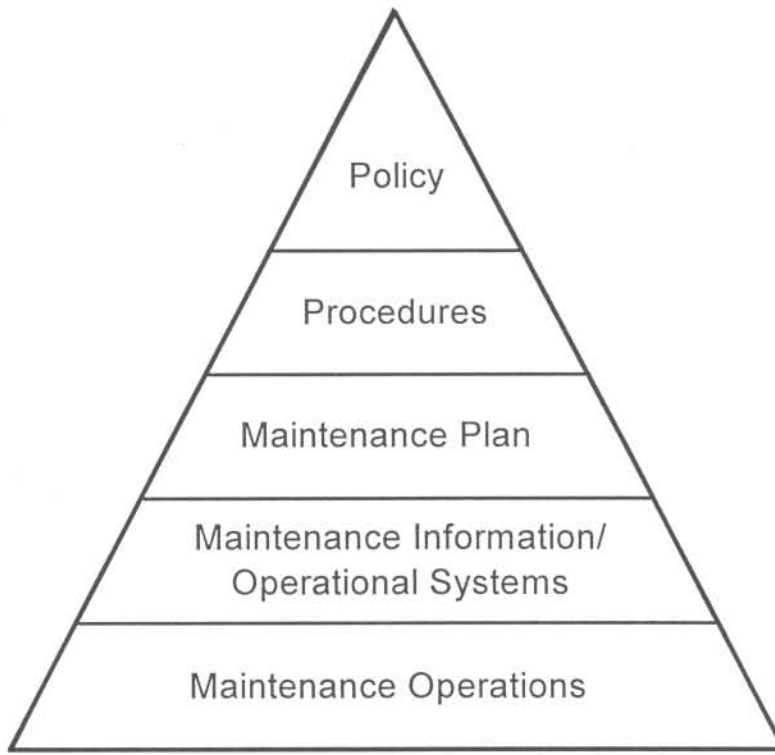 Policy
Procedures
Maintenance Plan
Maintenance Information/
Operational Systems
Maintenance Operations